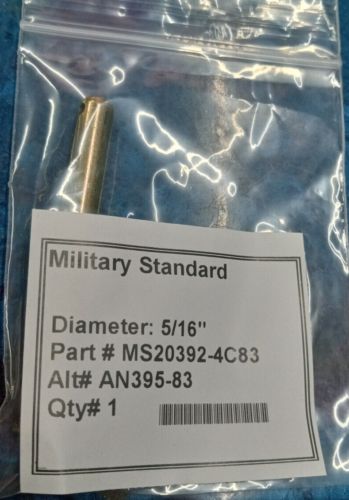 Military Standard
Diameter: 5/16"
Part # MS20392-4C83
Alt# AN395-83
Qty# 1